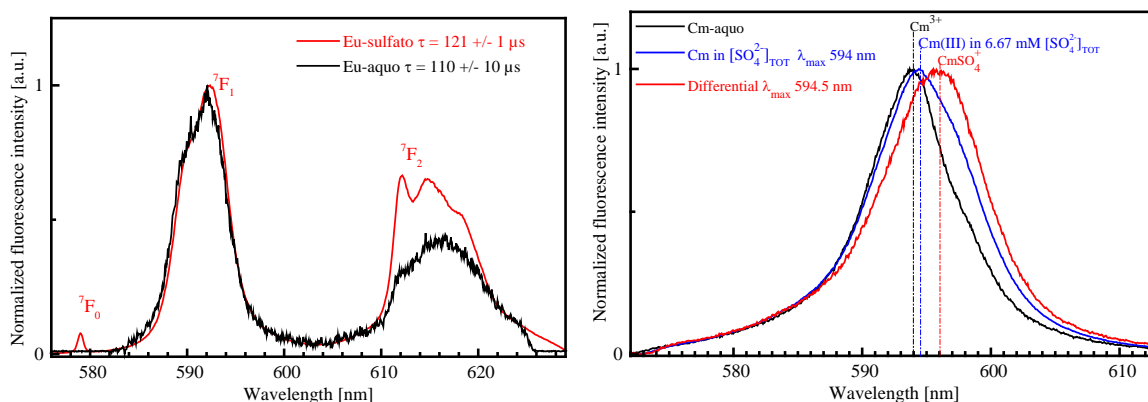 Normalized fluorescence intensity [a.u.]
Eu-sulfato τ = 121 +/- 1 µs
Eu-aquo τ = 110 +/- 10 µs
1
⁷F₁
⁷F₂
⁷F₀
0
580
590
600
610
620
Wavelength [nm]
Normalized fluorescence intensity [a.u.]
Cm-aquo
Cm in [SO₄²⁻]TOT λmax 594 nm
Differential λmax 594.5 nm
Cm³⁺
Cm(III) in 6.67 mM [SO₄²⁻]TOT
CmSO₄⁺
1
0
580
590
600
610
Wavelength [nm]